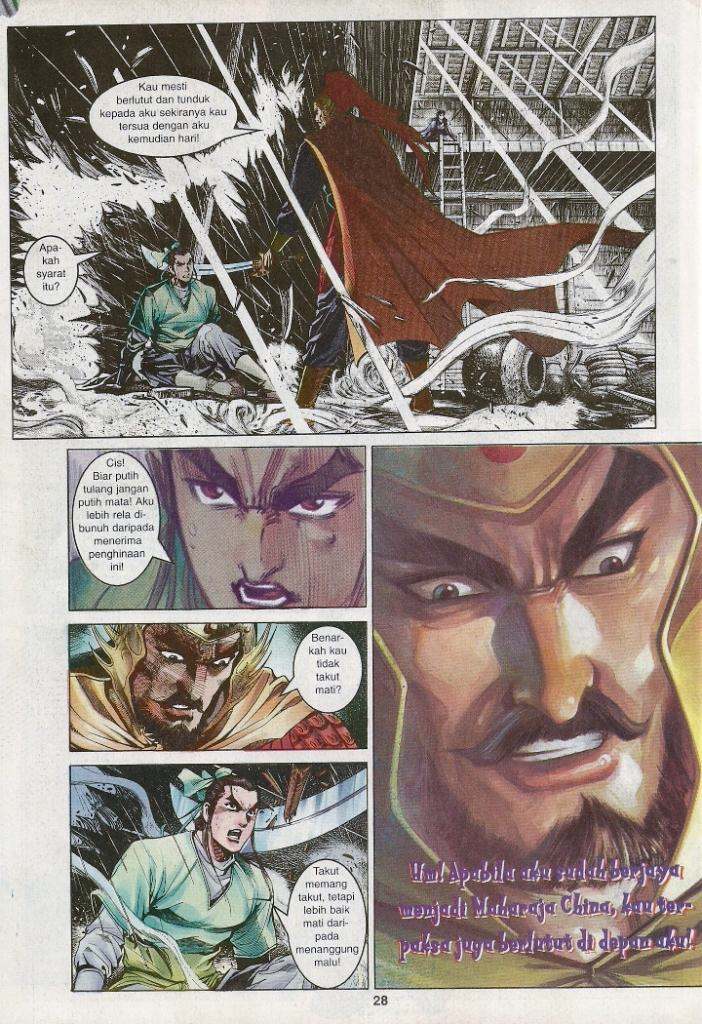 Apa-
kah
syarat
itu?
Kau mesti
berlutut dan tunduk
kepada aku sekiranya kau
tersua dengan aku
kemudian hari!
Cis!
Biar putih
tulang jangan
putih mata! Aku
lebih rela di-
bunuh daripada
menerima
penghinaan
ini!
Benar-
kah kau
tidak
takut
mati?
Takut
memang
takut, tetapi
lebih baik
mati dari-
pada
menanggung
malu!
Hm! Apabila aku sudah berjaya
menjadi Maharaja China, kau ter-
paksa juga berlutut di depan aku!
28